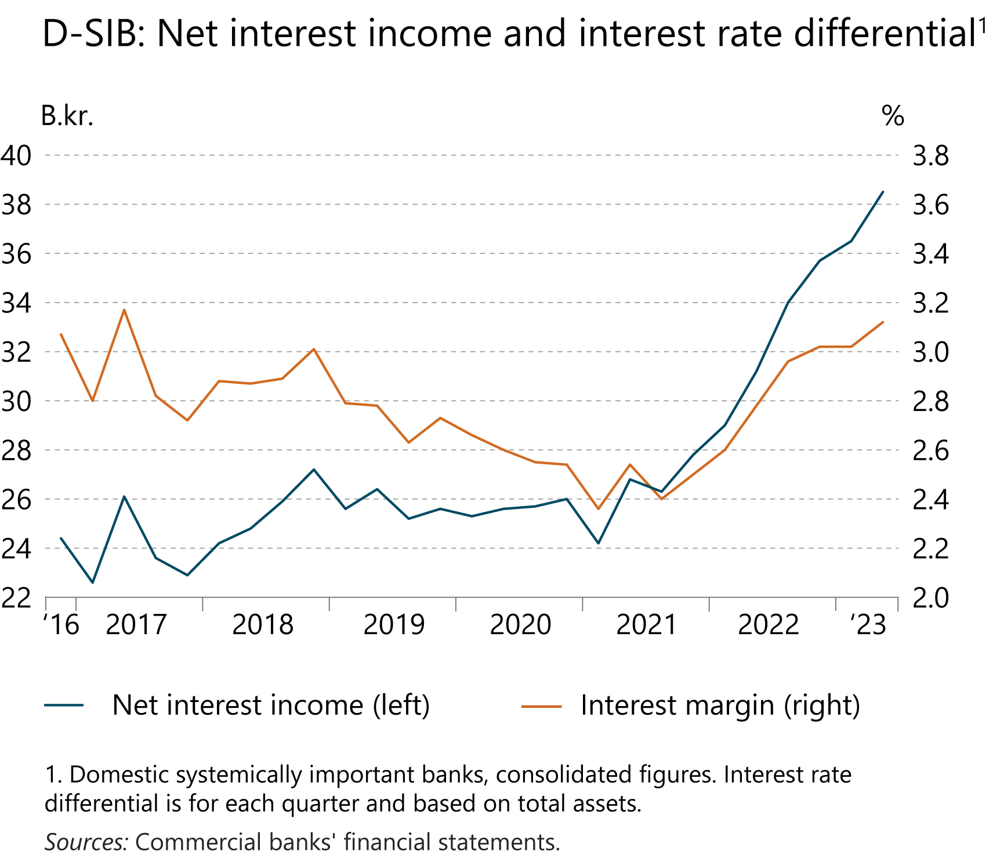 D-SIB: Net interest income and interest rate differential¹
B.kr. %
40 3.8
38 3.6
36 3.4
34 3.2
32 3.0
30 2.8
28 2.6
26 2.4
24 2.2
22 2.0
‘16 2017 2018 2019 2020 2021 2022 ‘23
Net interest income (left) Interest margin (right)
1. Domestic systemically important banks, consolidated figures. Interest rate
differential is for each quarter and based on total assets.
Sources: Commercial banks' financial statements.